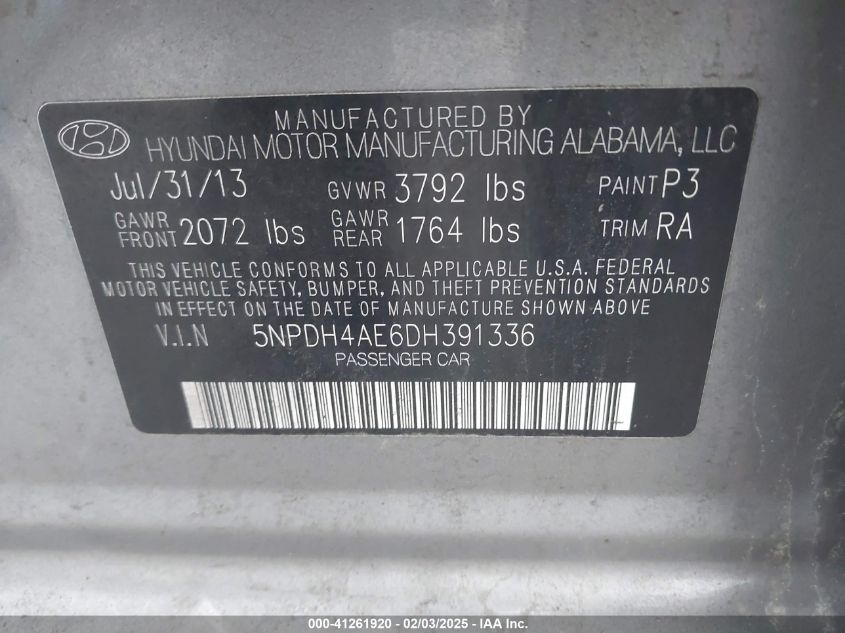 MANUFACTURED BY
HYUNDAI MOTOR MANUFACTURING ALABAMA, LLC
Jul/31/13 GVWR 3792 lbs PAINT P3
GAWR FRONT 2072 lbs GAWR REAR 1764 lbs TRIM RA
THIS VEHICLE CONFORMS TO ALL APPLICABLE U.S.A. FEDERAL
MOTOR VEHICLE SAFETY, BUMPER, AND THEFT PREVENTION STANDARDS
IN EFFECT ON THE DATE OF MANUFACTURE SHOWN ABOVE
V.I.N 5NPDH4AE6DH391336
PASSENGER CAR
000-41261920 - 02/03/2025 - IAA Inc.